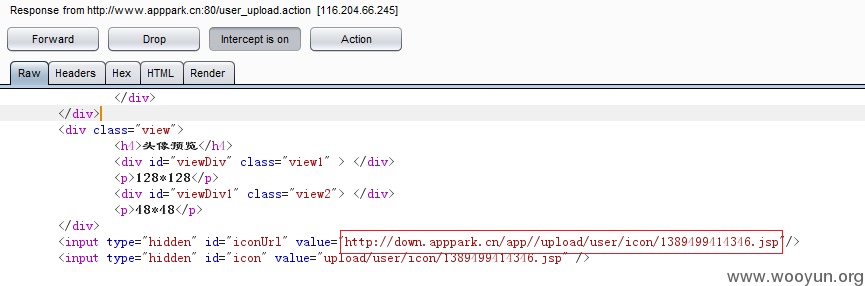 Response from http://www.apppark.cn:80/user_upload.action [116.204.66.245]
Forward Drop Intercept is on Action
Raw Headers Hex HTML Render
</div>
</div>
<div class="view">
<h4>头像预览</h4>
<div id="viewDiv" class="view1" > </div>
<p>128*128</p>
<div id="viewDiv1" class="view2"> </div>
<p>48*48</p>
</div>
<input type="hidden" id="iconUrl" value="http://down.apppark.cn/app//upload/user/icon/1389499414346.jsp"/>
<input type="hidden" id="icon" value="upload/user/icon/1389499414346.jsp" />
www.wooyun.org